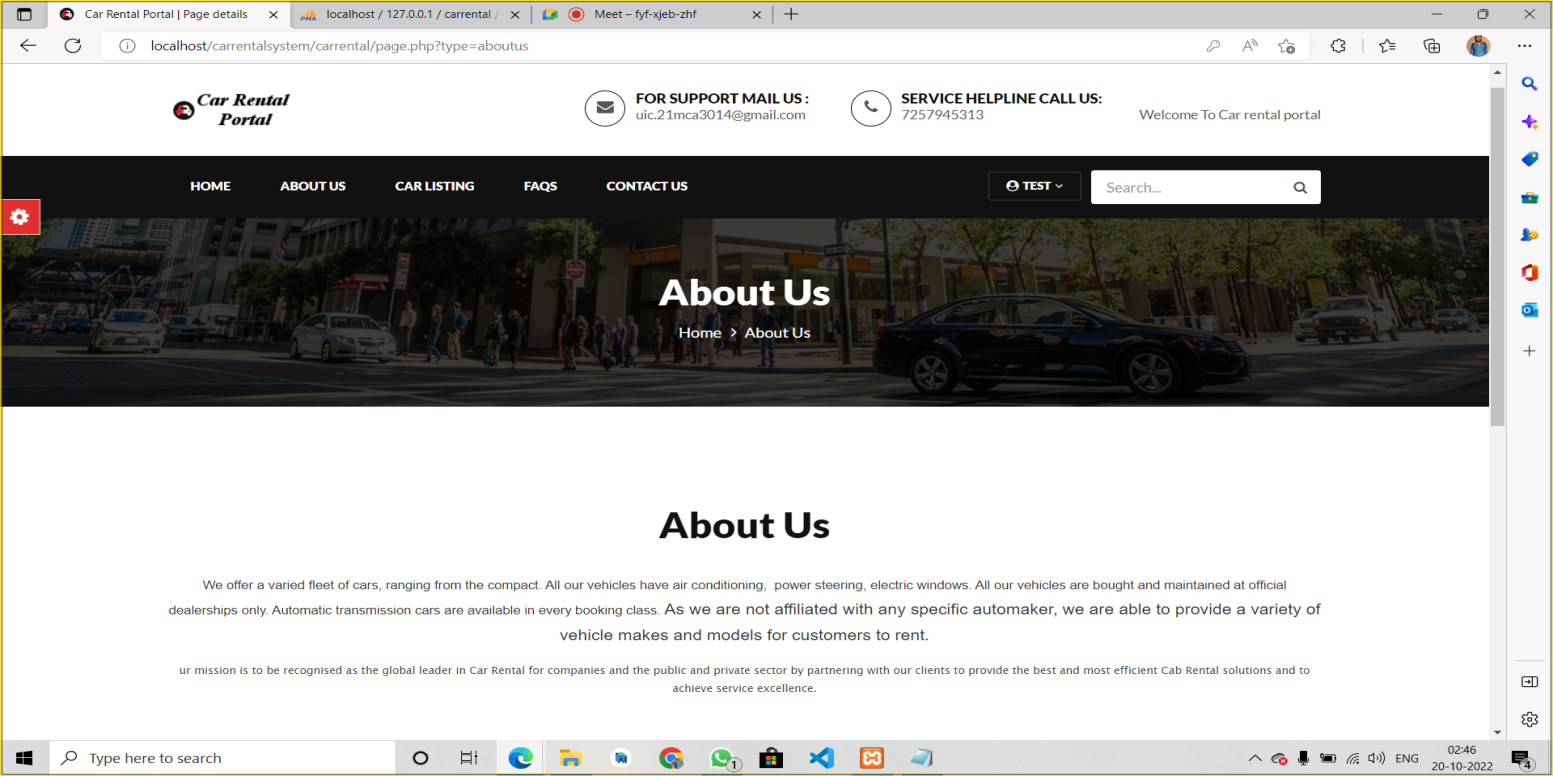 Car Rental Portal | Page details
localhost / 127.0.0.1 / carrental /
Meet – fyf-xjeb-zhf
localhost/carrentalsystem/carrental/page.php?type=aboutus
Car Rental
Portal
FOR SUPPORT MAIL US :
uic.21mca3014@gmail.com
SERVICE HELPLINE CALL US:
7257945313
Welcome To Car rental portal
HOME ABOUT US CAR LISTING FAQS CONTACT US TEST Search...
About Us
Home > About Us
About Us
We offer a varied fleet of cars, ranging from the compact. All our vehicles have air conditioning,  power steering, electric windows. All our vehicles are bought and maintained at official
dealerships only. Automatic transmission cars are available in every booking class. As we are not affiliated with any specific automaker, we are able to provide a variety of
vehicle makes and models for customers to rent.
ur mission is to be recognised as the global leader in Car Rental for companies and the public and private sector by partnering with our clients to provide the best and most efficient Cab Rental solutions and to
achieve service excellence.
Type here to search
1
ENG
02:46
20-10-2022
4